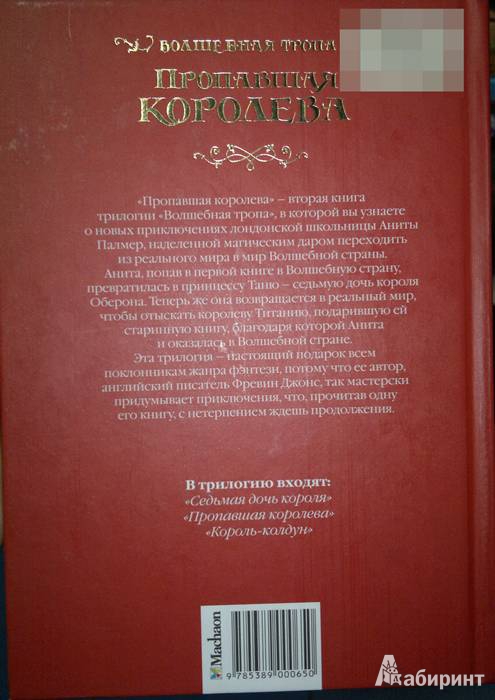 ВОЛШЕБНАЯ ТРОПА
ПРОПАВШАЯ
КОРОЛЕВА
«Пропавшая королева» – вторая книга
трилогии «Волшебная тропа», в которой вы узнаете
о новых приключениях лондонской школьницы Аниты
Палмер, наделенной магическим даром переходить
из реального мира в мир Волшебной страны.
Анита, попав в первой книге в Волшебную страну,
превратилась в принцессу Таню – седьмую дочь короля
Оберона. Теперь же она возвращается в реальный мир,
чтобы отыскать королеву Титанию, подарившую ей
старинную книгу, благодаря которой Анита
и оказалась в Волшебной стране.
Эта трилогия – настоящий подарок всем
поклонникам жанра фэнтези, потому что ее автор,
английский писатель Фревин Джонс, так мастерски
придумывает приключения, что, прочитав одну
его книгу, с нетерпением ждешь продолжения.
В трилогию входят:
«Седьмая дочь короля»
«Пропавшая королева»
«Король-колдун»
Machaon
9 785389 000650
Лабиринт